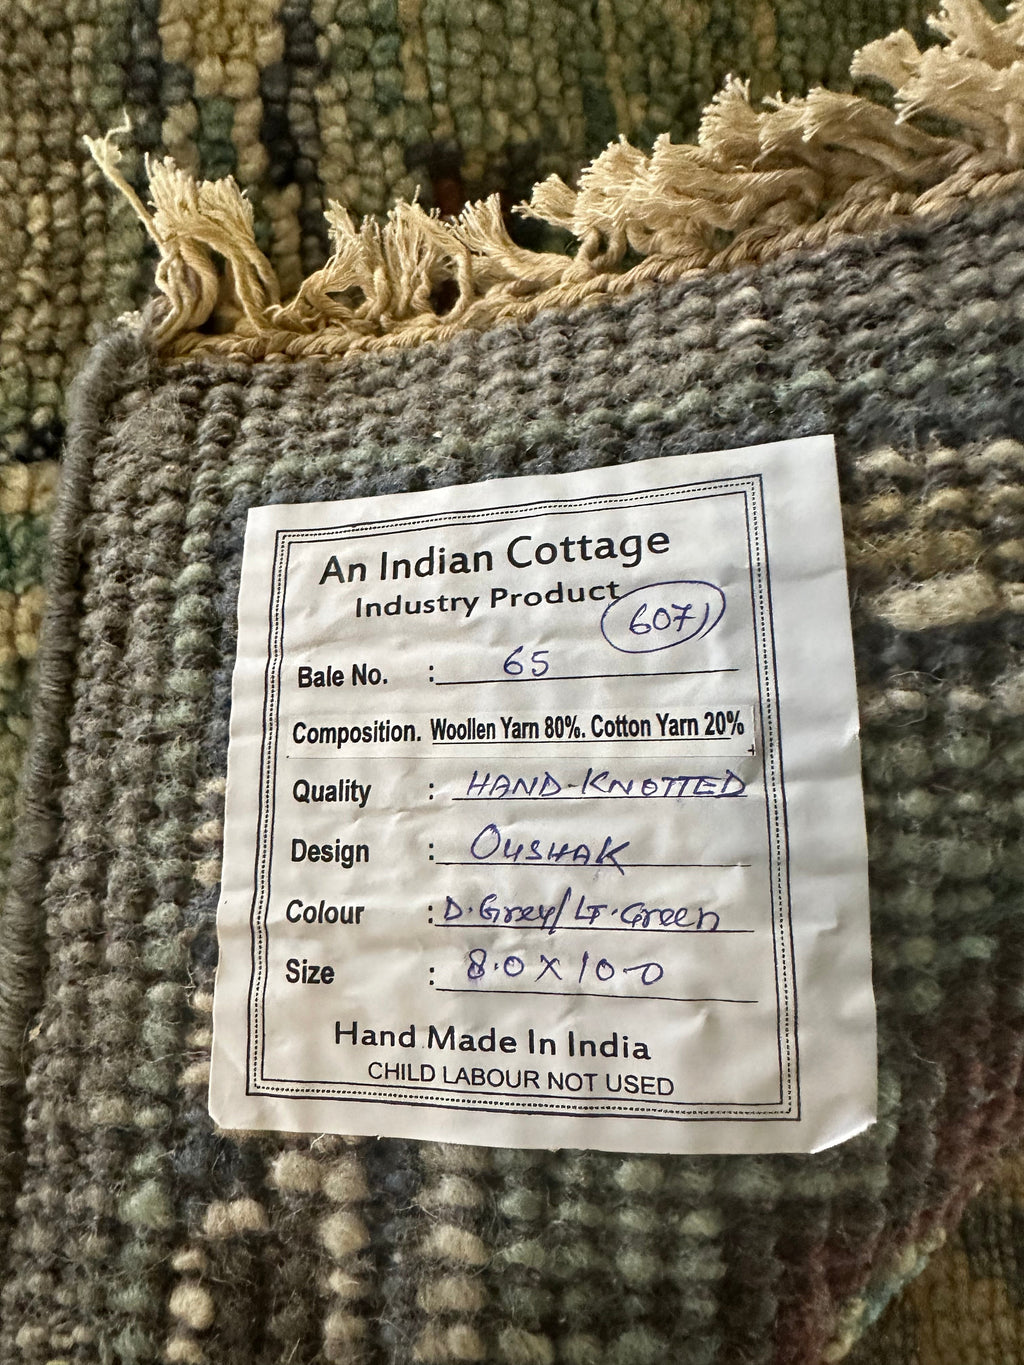 An Indian Cottage
Industry Product
607)
Bale No. : 65
Composition. Woollen Yarn 80%. Cotton Yarn 20%
Quality : HAND-KNOTTED
Design : OUSHAK
Colour : D.Grey/LT.Green
Size : 8.0 X 10-0
Hand Made In India
CHILD LABOUR NOT USED